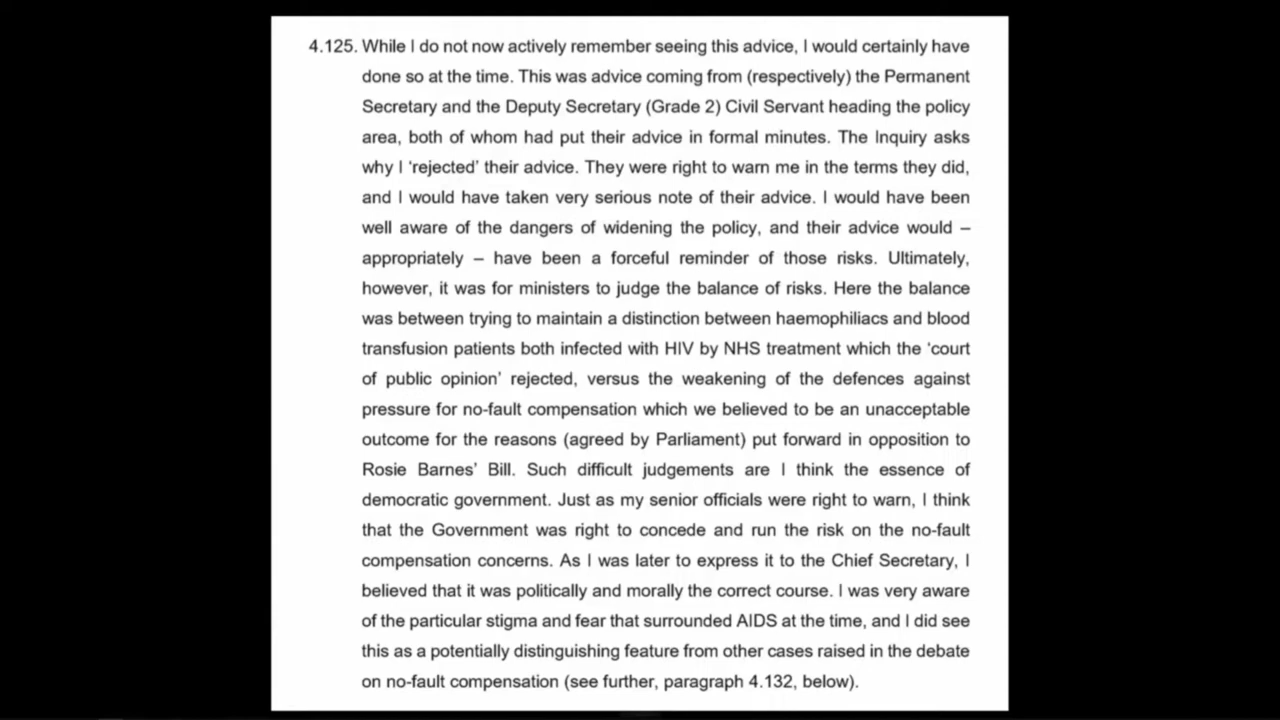 4.125. While I do not now actively remember seeing this advice, I would certainly have
done so at the time. This was advice coming from (respectively) the Permanent
Secretary and the Deputy Secretary (Grade 2) Civil Servant heading the policy
area, both of whom had put their advice in formal minutes. The Inquiry asks
why I ‘rejected’ their advice. They were right to warn me in the terms they did,
and I would have taken very serious note of their advice. I would have been
well aware of the dangers of widening the policy, and their advice would –
appropriately – have been a forceful reminder of those risks. Ultimately,
however, it was for ministers to judge the balance of risks. Here the balance
was between trying to maintain a distinction between haemophiliacs and blood
transfusion patients both infected with HIV by NHS treatment which the ‘court
of public opinion’ rejected, versus the weakening of the defences against
pressure for no-fault compensation which we believed to be an unacceptable
outcome for the reasons (agreed by Parliament) put forward in opposition to
Rosie Barnes’ Bill. Such difficult judgements are I think the essence of
democratic government. Just as my senior officials were right to warn, I think
that the Government was right to concede and run the risk on the no-fault
compensation concerns. As I was later to express it to the Chief Secretary, I
believed that it was politically and morally the correct course. I was very aware
of the particular stigma and fear that surrounded AIDS at the time, and I did see
this as a potentially distinguishing feature from other cases raised in the debate
on no-fault compensation (see further, paragraph 4.132, below).